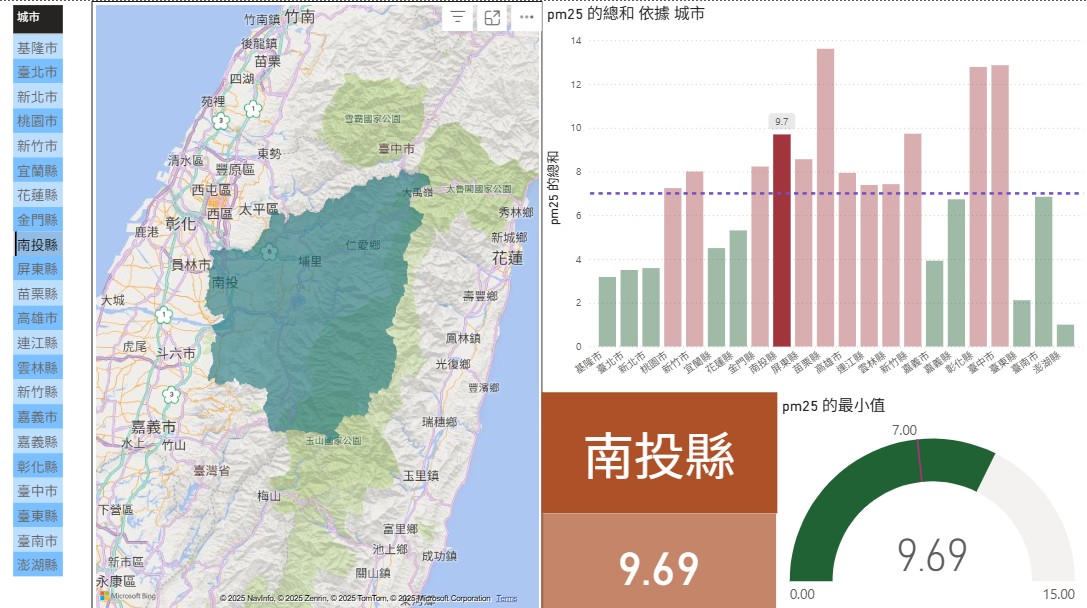 城市
基隆市
臺北市
新北市
桃園市
新竹市
宜蘭縣
花蓮縣
金門縣
南投縣
屏東縣
苗栗縣
高雄市
連江縣
雲林縣
新竹縣
嘉義市
嘉義縣
彰化縣
臺中市
臺東縣
臺南市
澎湖縣
竹南鎮 竹南
後龍鎮
苗栗
四湖
苑裡
1
3
雪霸國家公園
臺中市
清水區
東勢
豐原區
西屯區
大禹嶺
太魯閣國家公園
西區
太平區
秀林鄉
鹿港
彰化
新城鄉
仁愛鄉
花蓮
員林市
6
埔里
南投
壽豐鄉
大城
1
鳳林鎮
虎尾
斗六市
光復鄉
豐濱鄉
3
嘉義市
瑞穗鄉
水上
竹山
玉山國家公園
臺灣省
玉里鎮
梅山
下營區
富里鄉
池上鄉
成功鎮
新市區
關山鎮
永康區
Microsoft Bing
© 2025 NavInfo, © 2025 Zenrin, © 2025 TomTom, © 2025 Microsoft Corporation Terms
pm25 的總和 依據 城市
pm25 的總和
14
12
10
8
6
4
2
0
9.7
基隆市
臺北市
新北市
桃園市
新竹市
宜蘭縣
花蓮縣
金門縣
南投縣
屏東縣
苗栗縣
高雄市
連江縣
雲林縣
新竹縣
嘉義市
嘉義縣
彰化縣
臺中市
臺東縣
臺南市
澎湖縣
南投縣
9.69
pm25 的最小值
7.00
9.69
0.00
15.00